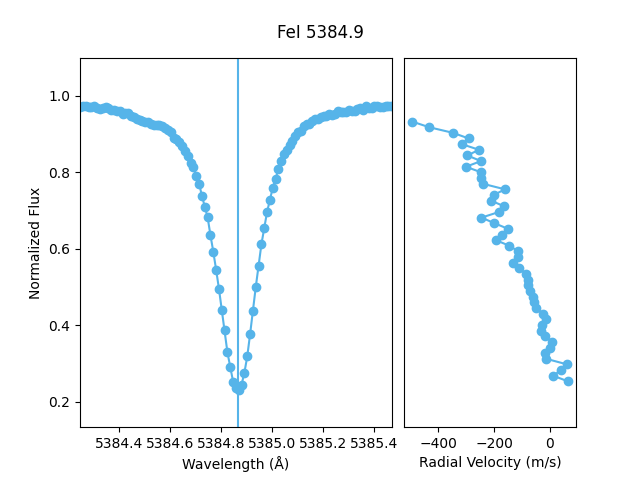 FeI 5384.9
Normalized Flux
1.0
0.8
0.6
0.4
0.2
5384.4 5384.6 5384.8 5385.0 5385.2 5385.4
Wavelength (Å)
−400 −200 0
Radial Velocity (m/s)